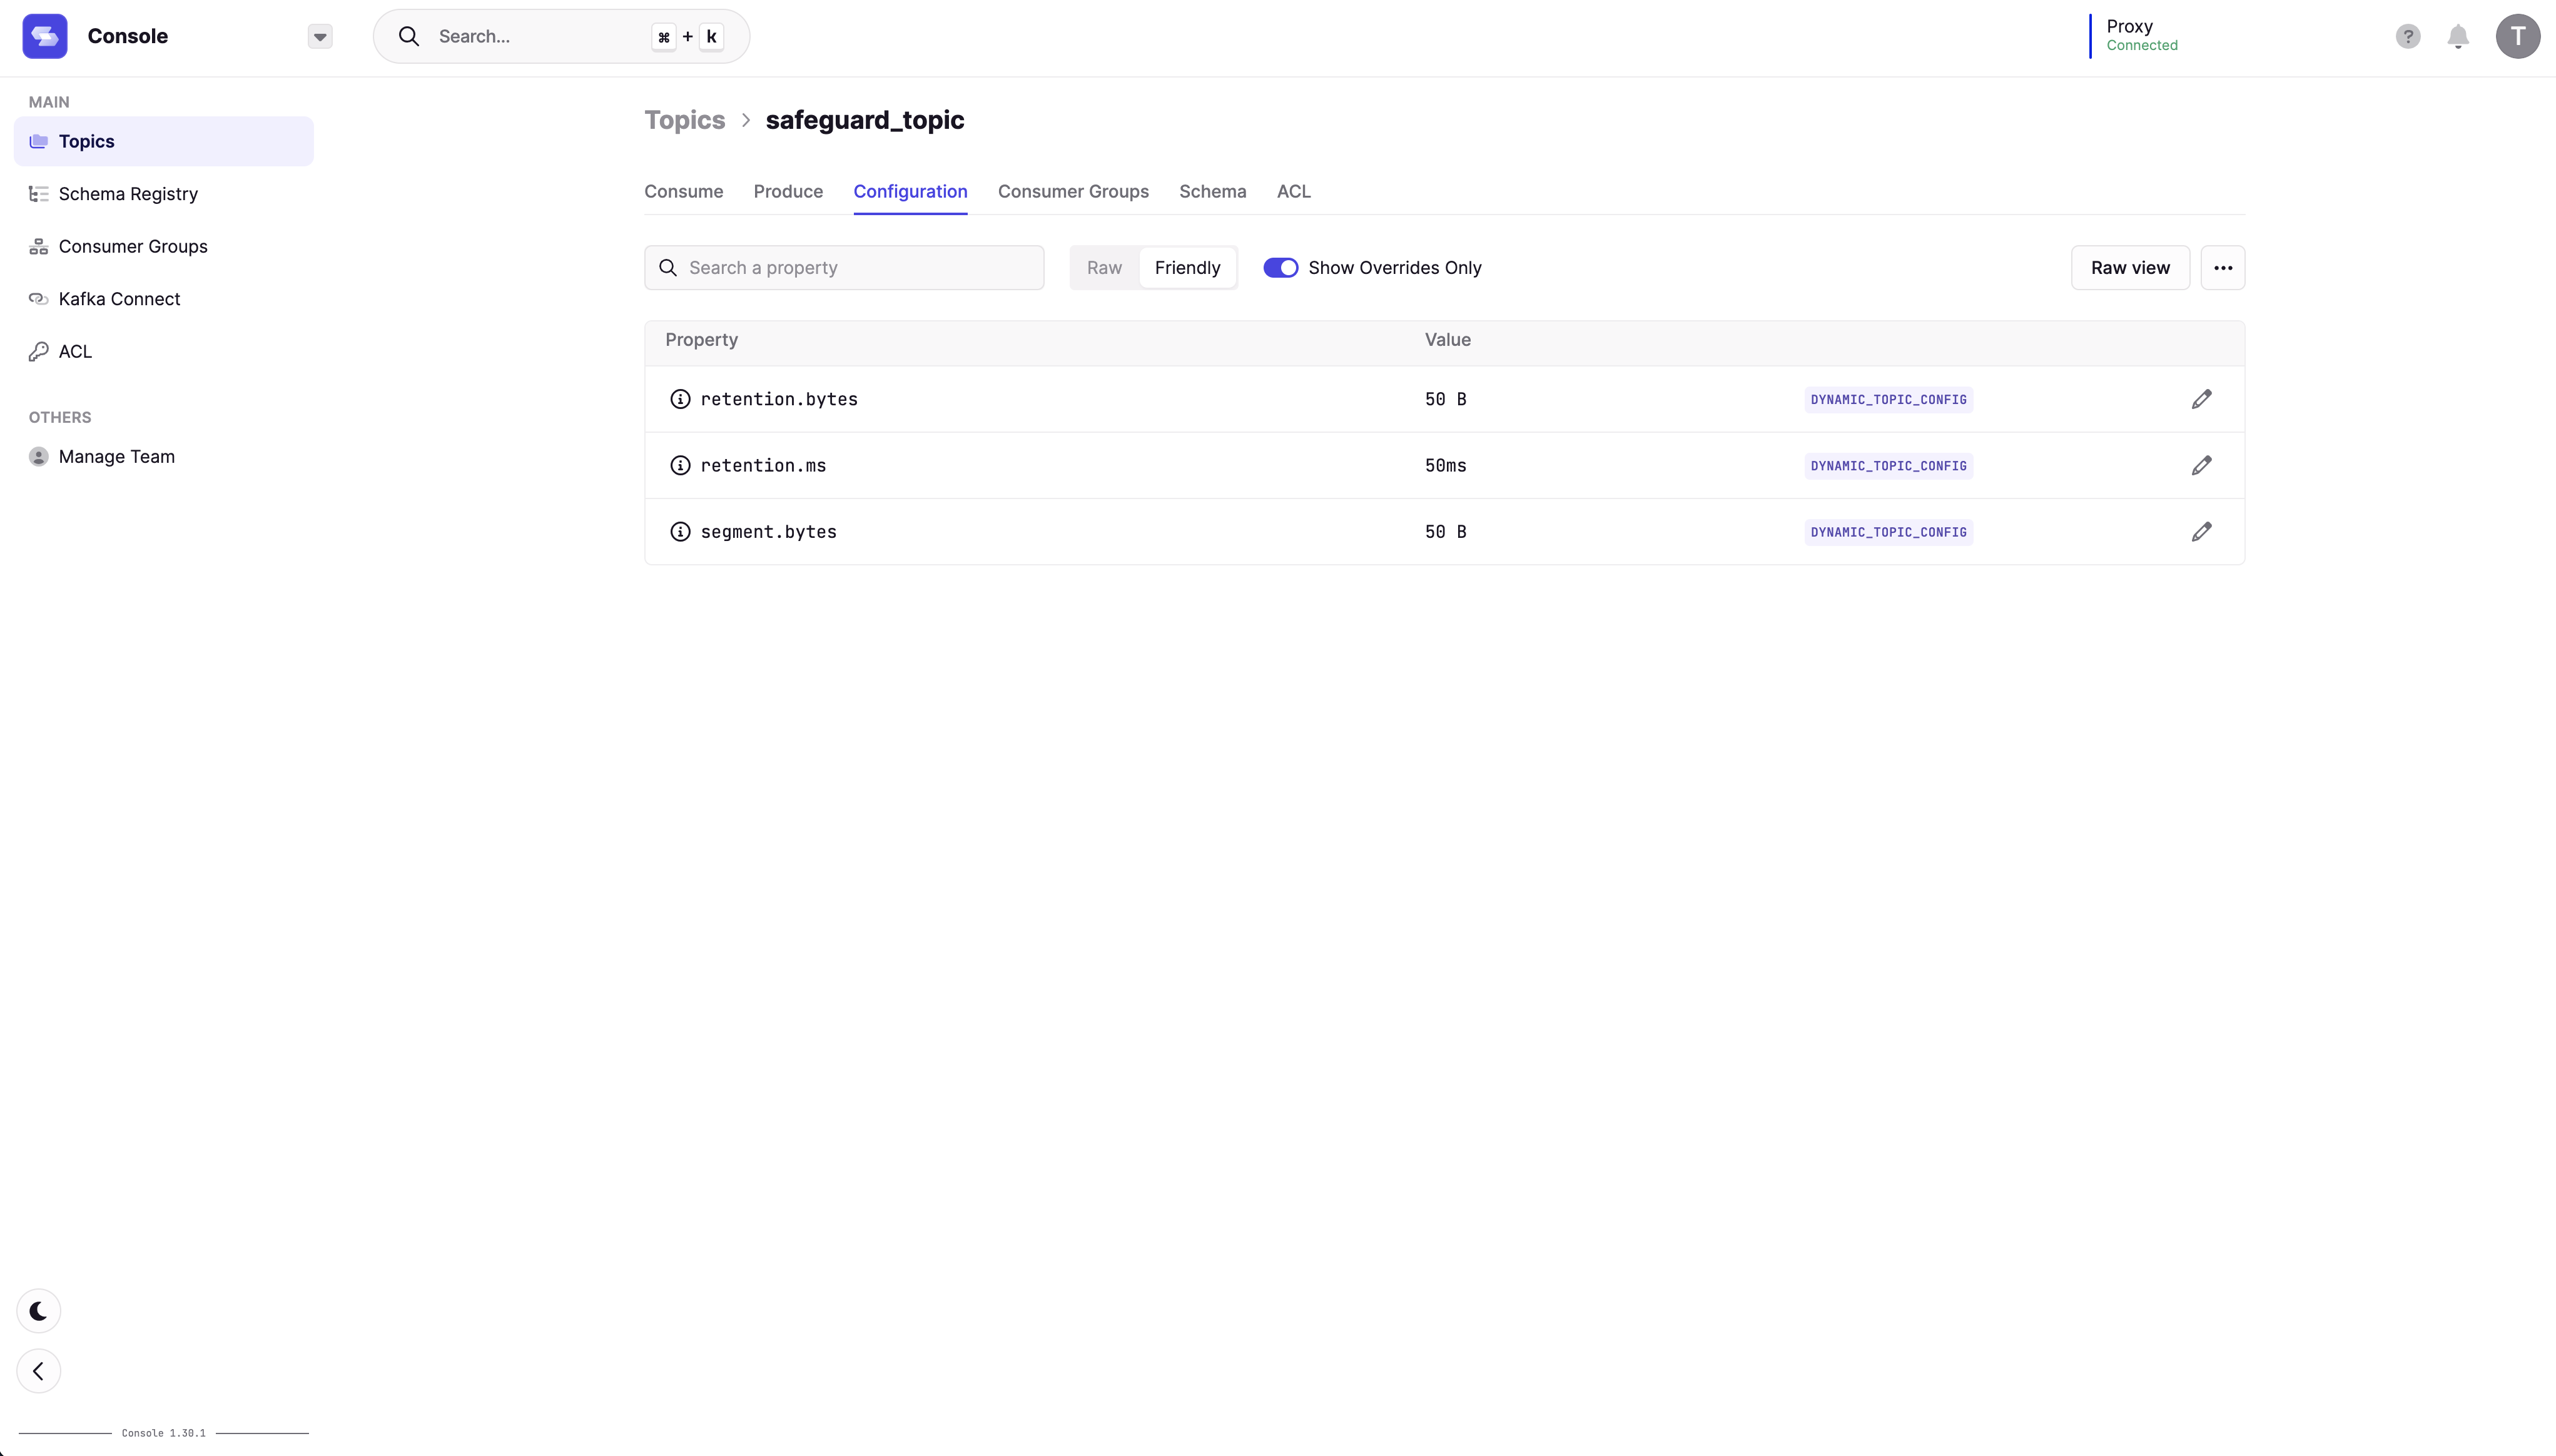 Console
Search...
⌘ + k
Proxy
Connected
?
T
MAIN
Topics
Schema Registry
Consumer Groups
Kafka Connect
ACL
OTHERS
Manage Team
Topics > safeguard_topic
Consume Produce Configuration Consumer Groups Schema ACL
Search a property
Raw Friendly
Show Overrides Only
Raw view
Property Value
retention.bytes 50 B DYNAMIC_TOPIC_CONFIG
retention.ms 50ms DYNAMIC_TOPIC_CONFIG
segment.bytes 50 B DYNAMIC_TOPIC_CONFIG
Console 1.30.1